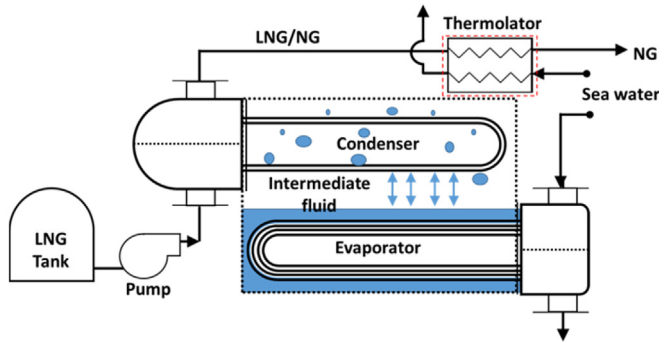 Thermolator
LNG/NG
NG
Sea water
Condenser
Intermediate
fluid
LNG
Tank
Evaporator
Pump